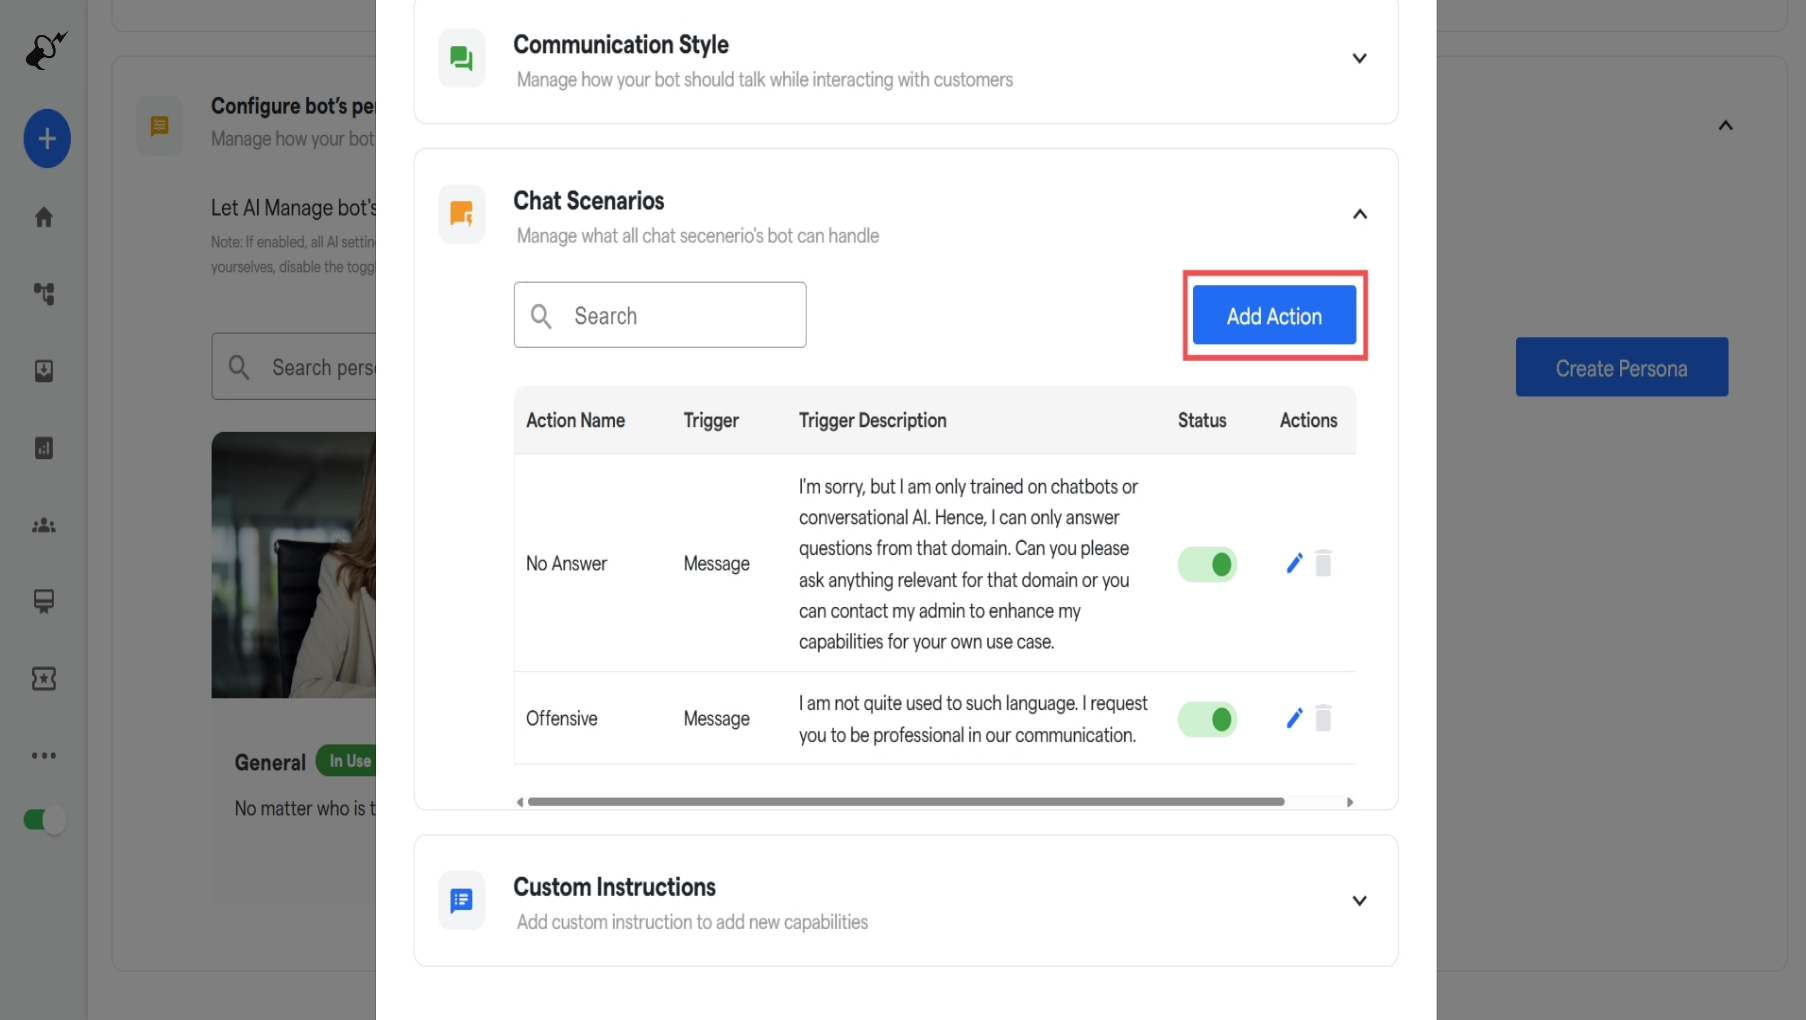 Communication Style
Manage how your bot should talk while interacting with customers
Configure bot's pe
Manage how your bot
Let AI Manage bot's
Note: If enabled, all AI settin
yourselves, disable the togg
Search pers
General
In Use
No matter who is t
Chat Scenarios
Manage what all chat secenerio's bot can handle
Search
Add Action
Create Persona
Action Name Trigger Trigger Description Status Actions
I'm sorry, but I am only trained on chatbots or
conversational AI. Hence, I can only answer
questions from that domain. Can you please
No Answer Message
ask anything relevant for that domain or you
can contact my admin to enhance my
capabilities for your own use case.
I am not quite used to such language. I request
Offensive Message
you to be professional in our communication.
Custom Instructions
Add custom instruction to add new capabilities